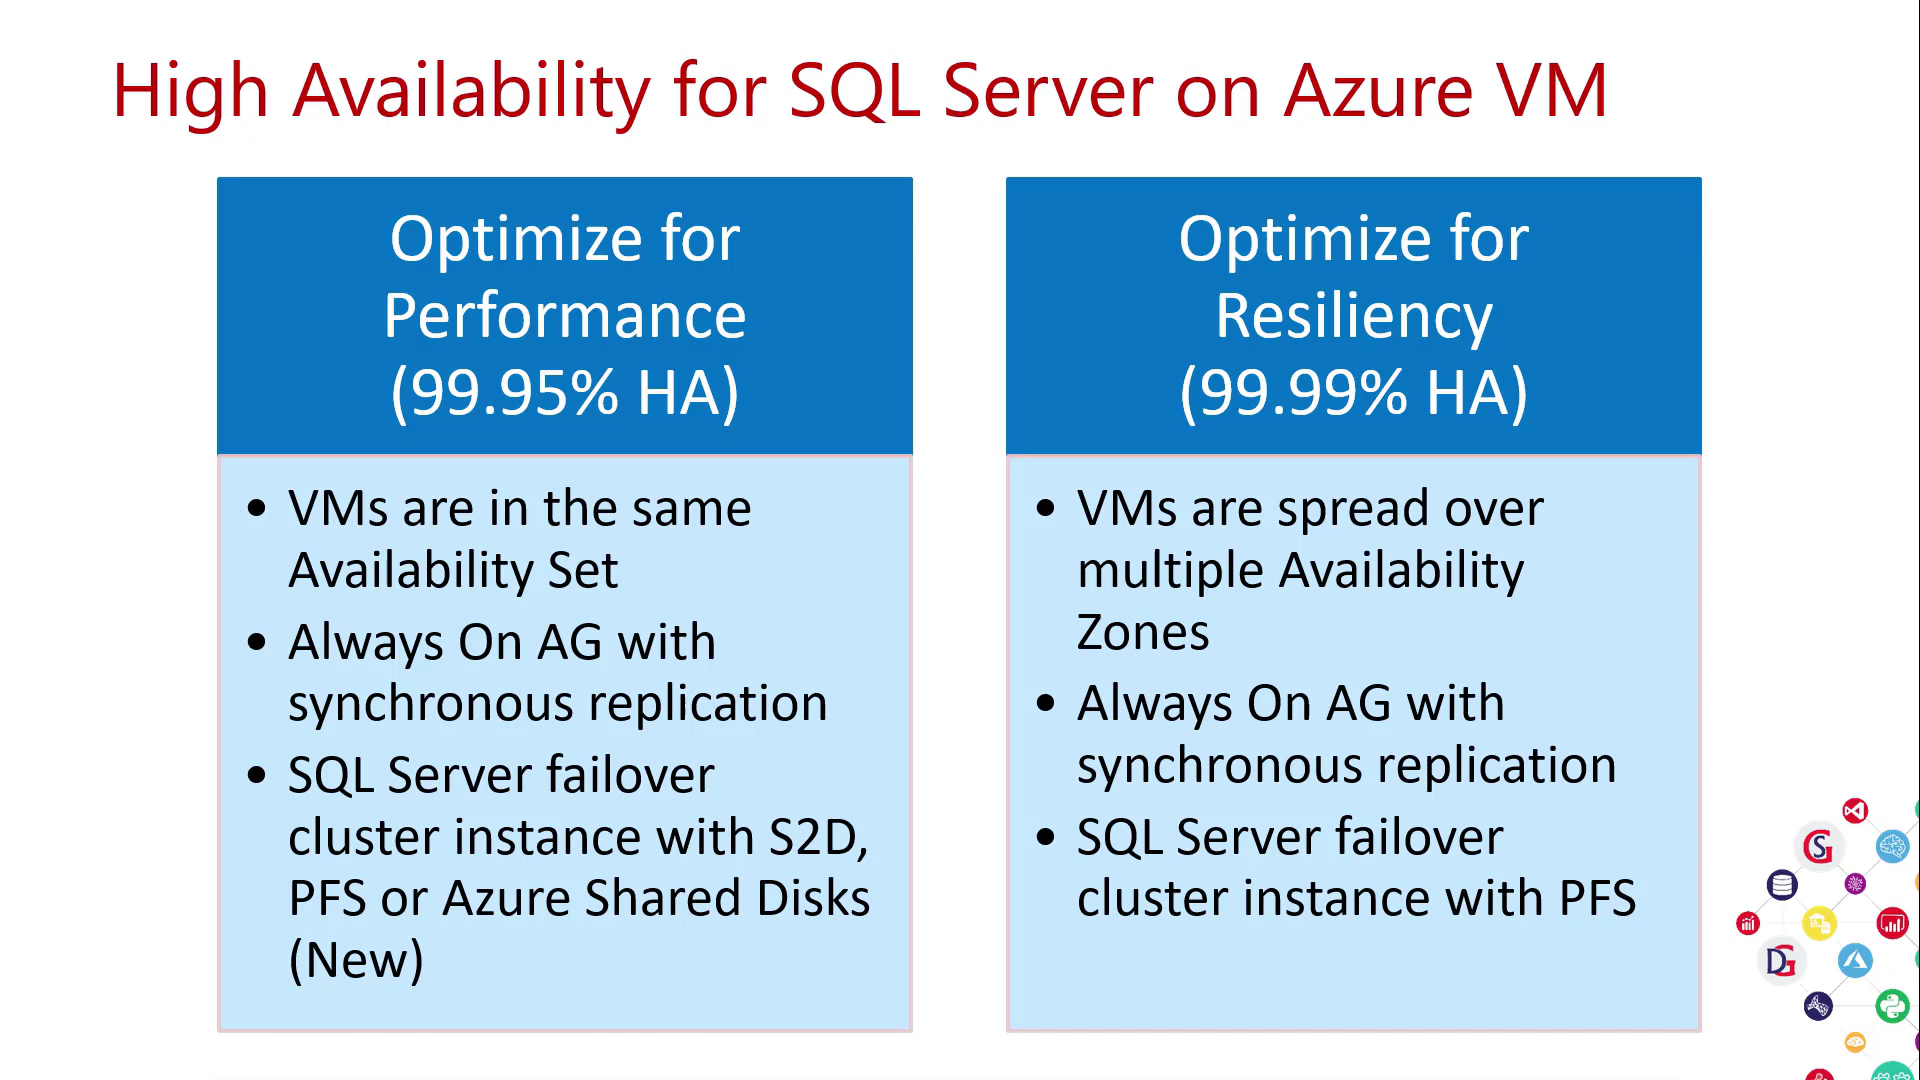 High Availability for SQL Server on Azure VM
Optimize for
Performance
(99.95% HA)
• VMs are in the same
Availability Set
• Always On AG with
synchronous replication
• SQL Server failover
cluster instance with S2D,
PFS or Azure Shared Disks
(New)
Optimize for
Resiliency
(99.99% HA)
• VMs are spread over
multiple Availability
Zones
• Always On AG with
synchronous replication
• SQL Server failover
cluster instance with PFS
SG
DG